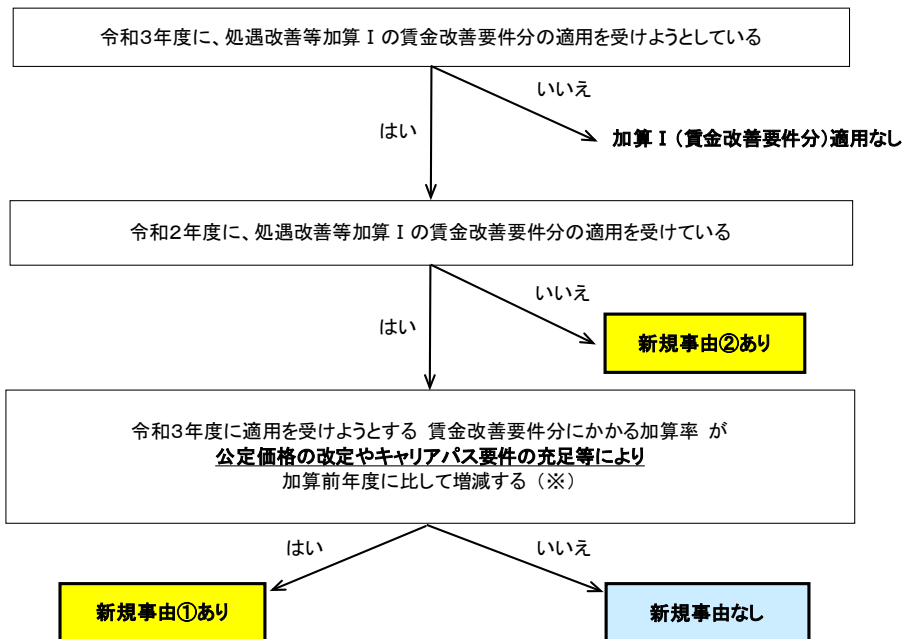 令和3年度に、処遇改善等加算Ⅰの賃金改善要件分の適用を受けようとしている
いいえ
はい
加算Ⅰ(賃金改善要件分)適用なし
令和2年度に、処遇改善等加算Ⅰの賃金改善要件分の適用を受けている
いいえ
はい
新規事由②あり
令和3年度に適用を受けようとする 賃金改善要件分にかかる加算率 が
公定価格の改定やキャリアパス要件の充足等により
加算前年度に比して増減する(※)
はい
いいえ
新規事由①あり
新規事由なし